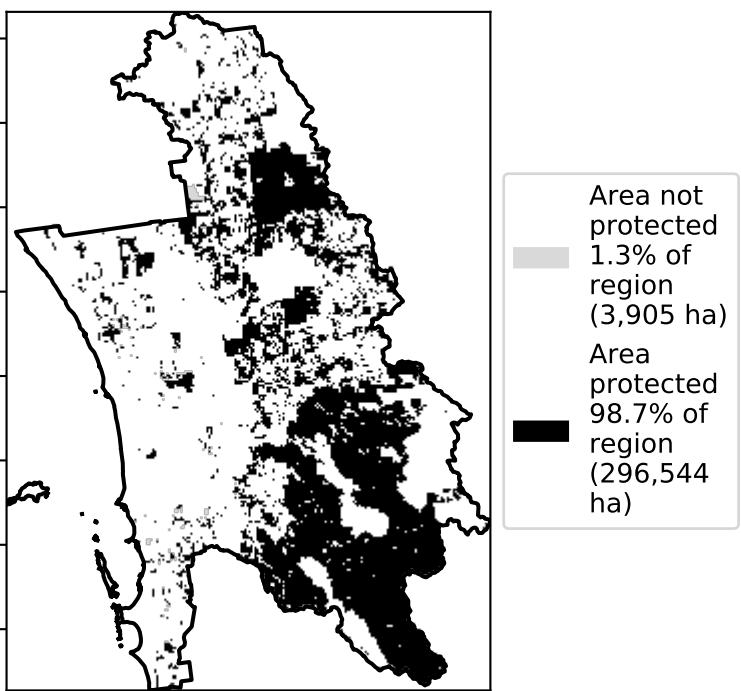 Area not
protected
1.3% of
region
(3,905 ha)
Area
protected
98.7% of
region
(296,544
ha)